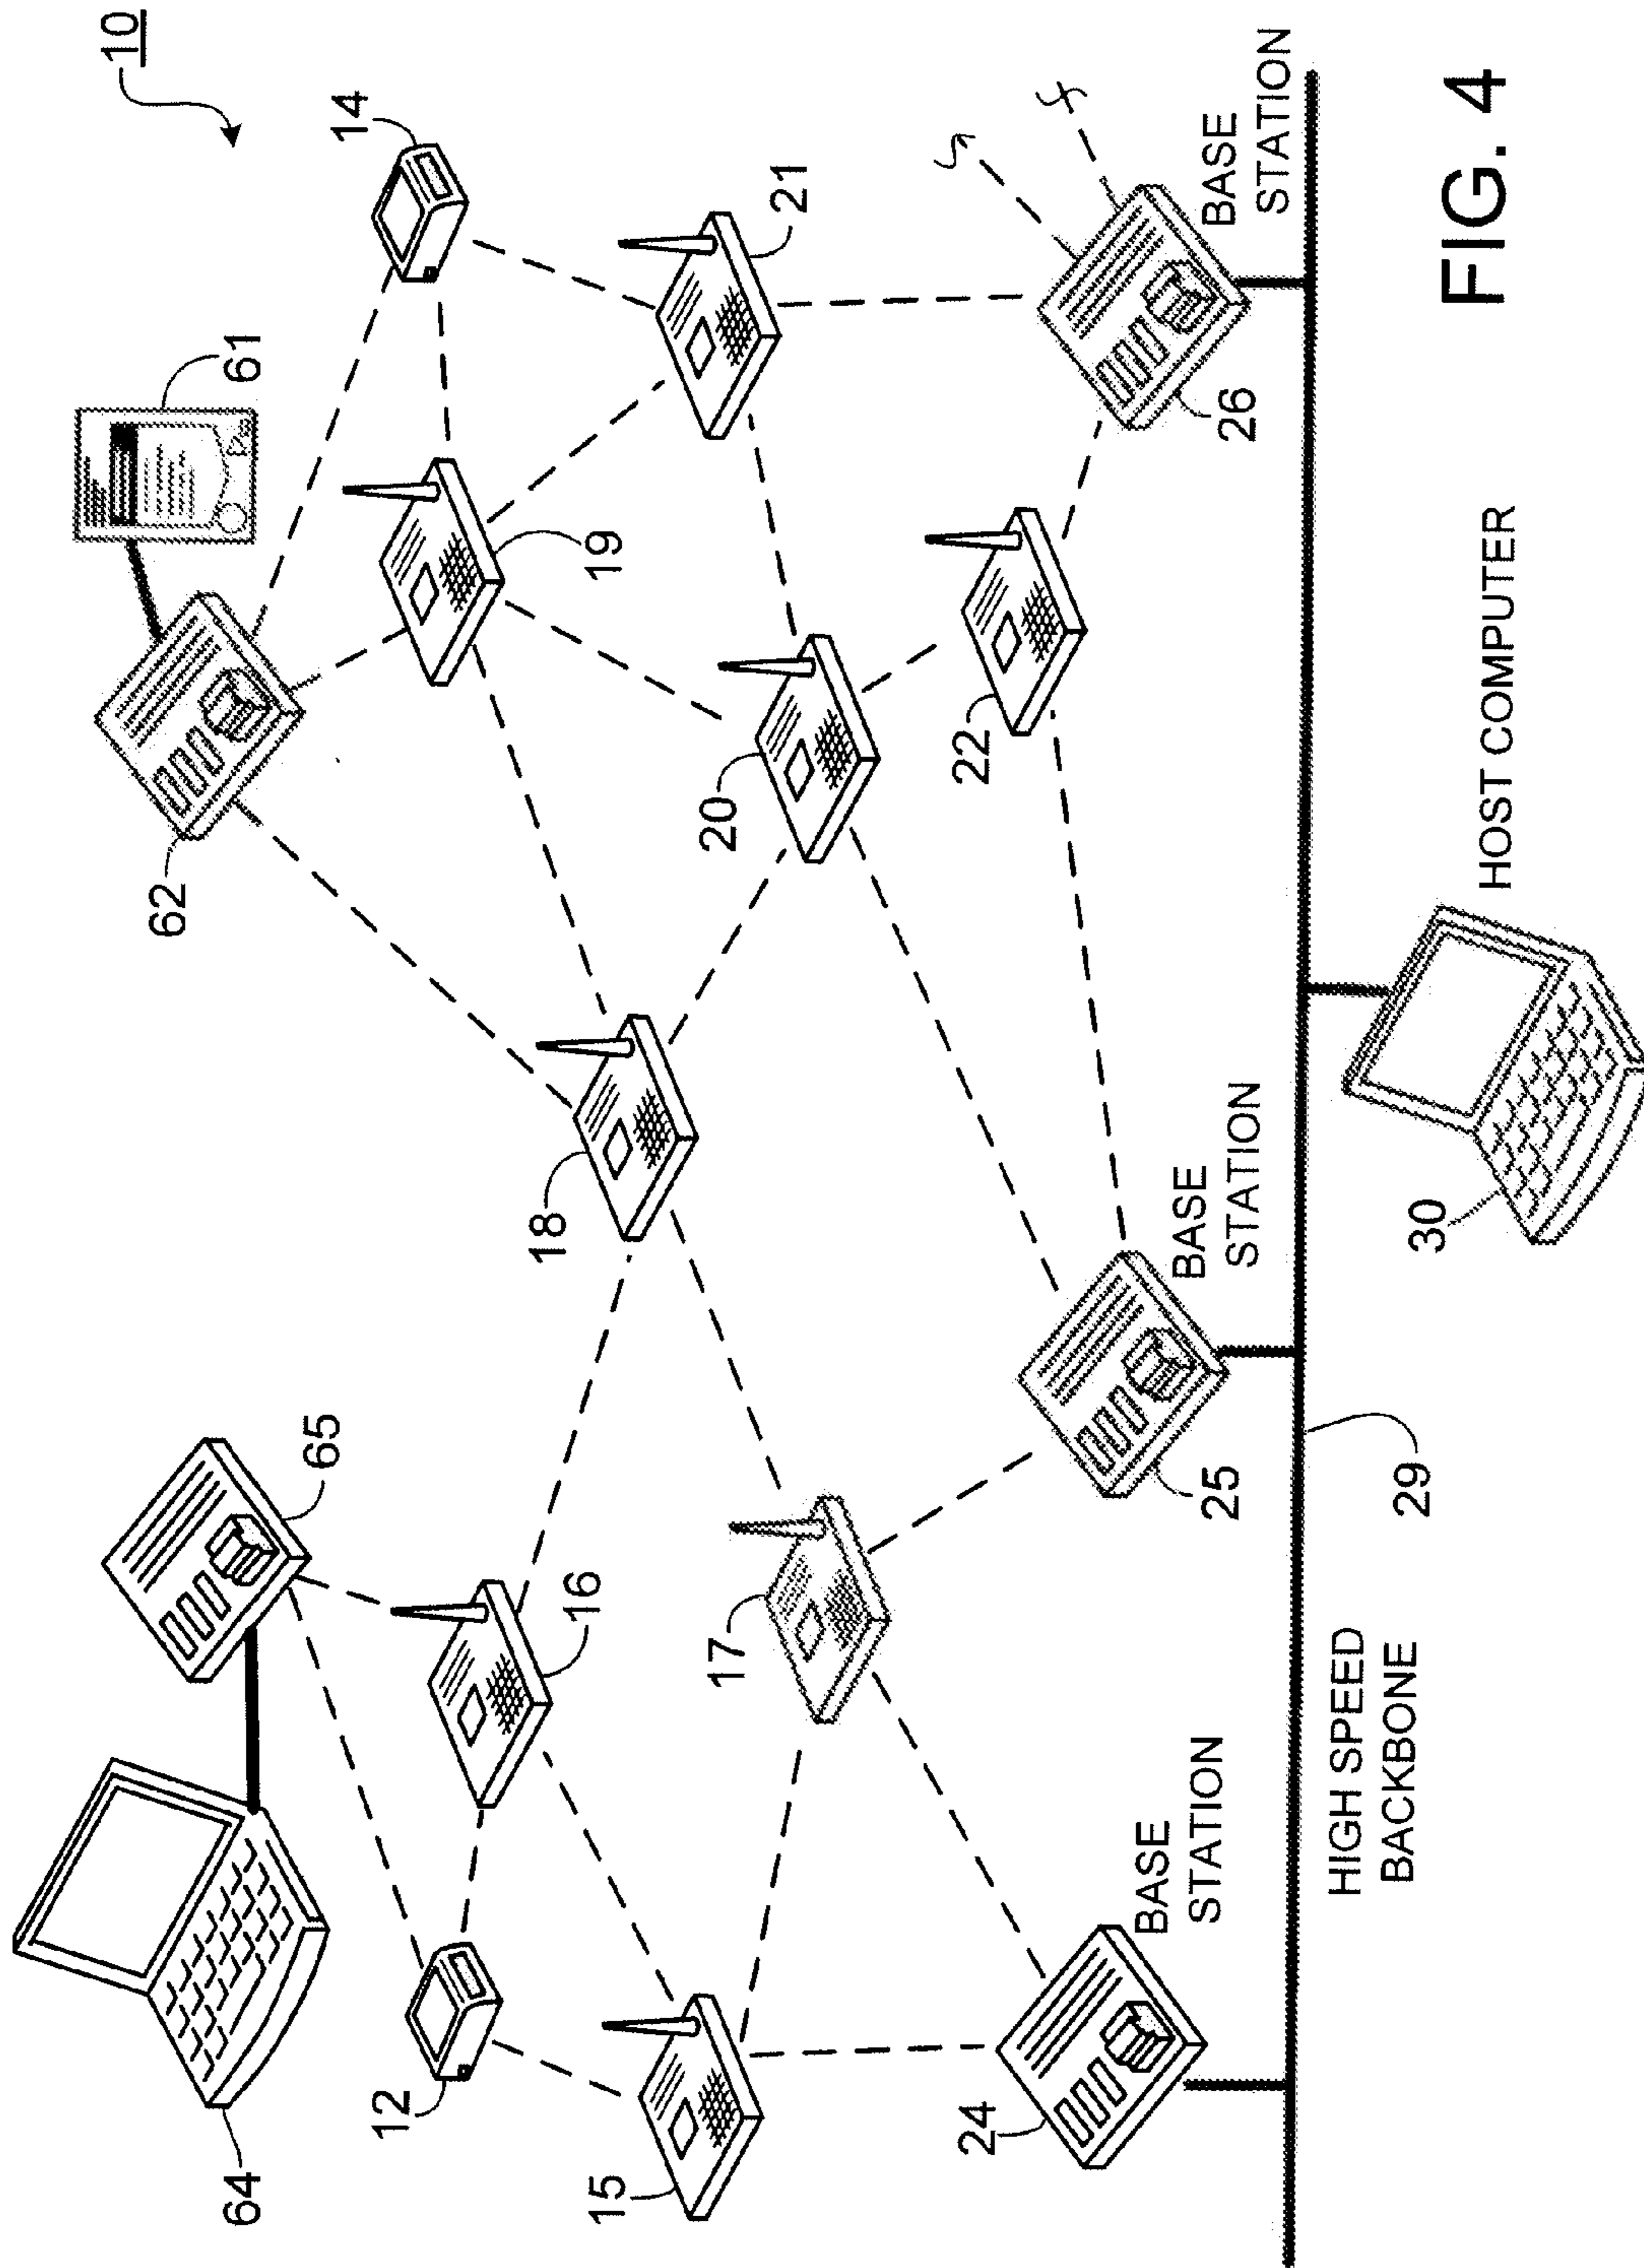 10
64
65
62
61
14
12
16
19
15
18
21
17
20
22
24
25
26
BASE
STATION
BASE
STATION
BASE
STATION
29
HIGH SPEED
BACKBONE
30
HOST COMPUTER
FIG. 4